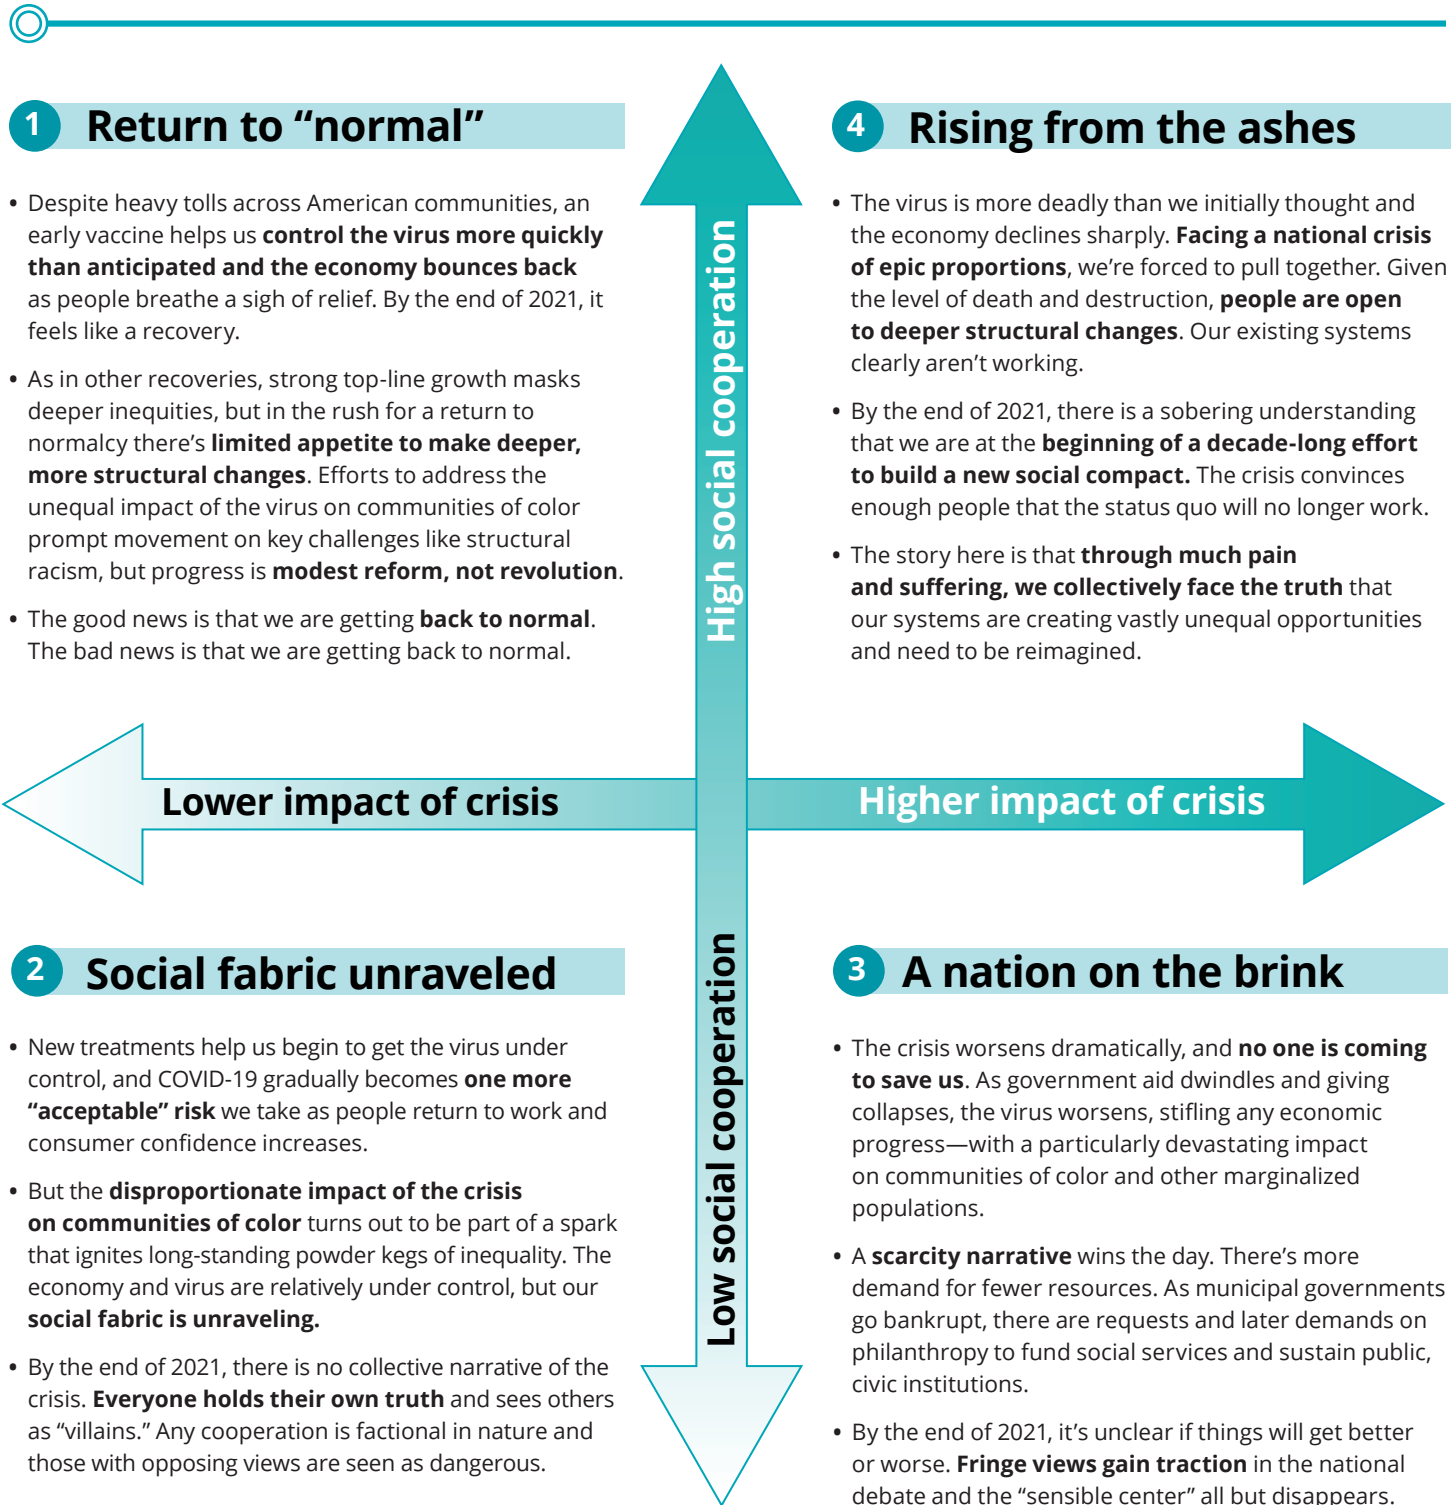 1 Return to “normal”
• Despite heavy tolls across American communities, an
early vaccine helps us control the virus more quickly
than anticipated and the economy bounces back
as people breathe a sigh of relief. By the end of 2021, it
feels like a recovery.
• As in other recoveries, strong top-line growth masks
deeper inequities, but in the rush for a return to
normalcy there’s limited appetite to make deeper,
more structural changes. Efforts to address the
unequal impact of the virus on communities of color
prompt movement on key challenges like structural
racism, but progress is modest reform, not revolution.
• The good news is that we are getting back to normal.
The bad news is that we are getting back to normal.
High social cooperation
4 Rising from the ashes
• The virus is more deadly than we initially thought and
the economy declines sharply. Facing a national crisis
of epic proportions, we’re forced to pull together. Given
the level of death and destruction, people are open
to deeper structural changes. Our existing systems
clearly aren’t working.
• By the end of 2021, there is a sobering understanding
that we are at the beginning of a decade-long effort
to build a new social compact. The crisis convinces
enough people that the status quo will no longer work.
• The story here is that through much pain
and suffering, we collectively face the truth that
our systems are creating vastly unequal opportunities
and need to be reimagined.
Lower impact of crisis
Higher impact of crisis
2 Social fabric unraveled
• New treatments help us begin to get the virus under
control, and COVID-19 gradually becomes one more
“acceptable” risk we take as people return to work and
consumer confidence increases.
• But the disproportionate impact of the crisis
on communities of color turns out to be part of a spark
that ignites long-standing powder kegs of inequality. The
economy and virus are relatively under control, but our
social fabric is unraveling.
• By the end of 2021, there is no collective narrative of the
crisis. Everyone holds their own truth and sees others
as “villains.” Any cooperation is factional in nature and
those with opposing views are seen as dangerous.
Low social cooperation
3 A nation on the brink
• The crisis worsens dramatically, and no one is coming
to save us. As government aid dwindles and giving
collapses, the virus worsens, stifling any economic
progress—with a particularly devastating impact
on communities of color and other marginalized
populations.
• A scarcity narrative wins the day. There’s more
demand for fewer resources. As municipal governments
go bankrupt, there are requests and later demands on
philanthropy to fund social services and sustain public,
civic institutions.
• By the end of 2021, it’s unclear if things will get better
or worse. Fringe views gain traction in the national
debate and the “sensible center” all but disappears.